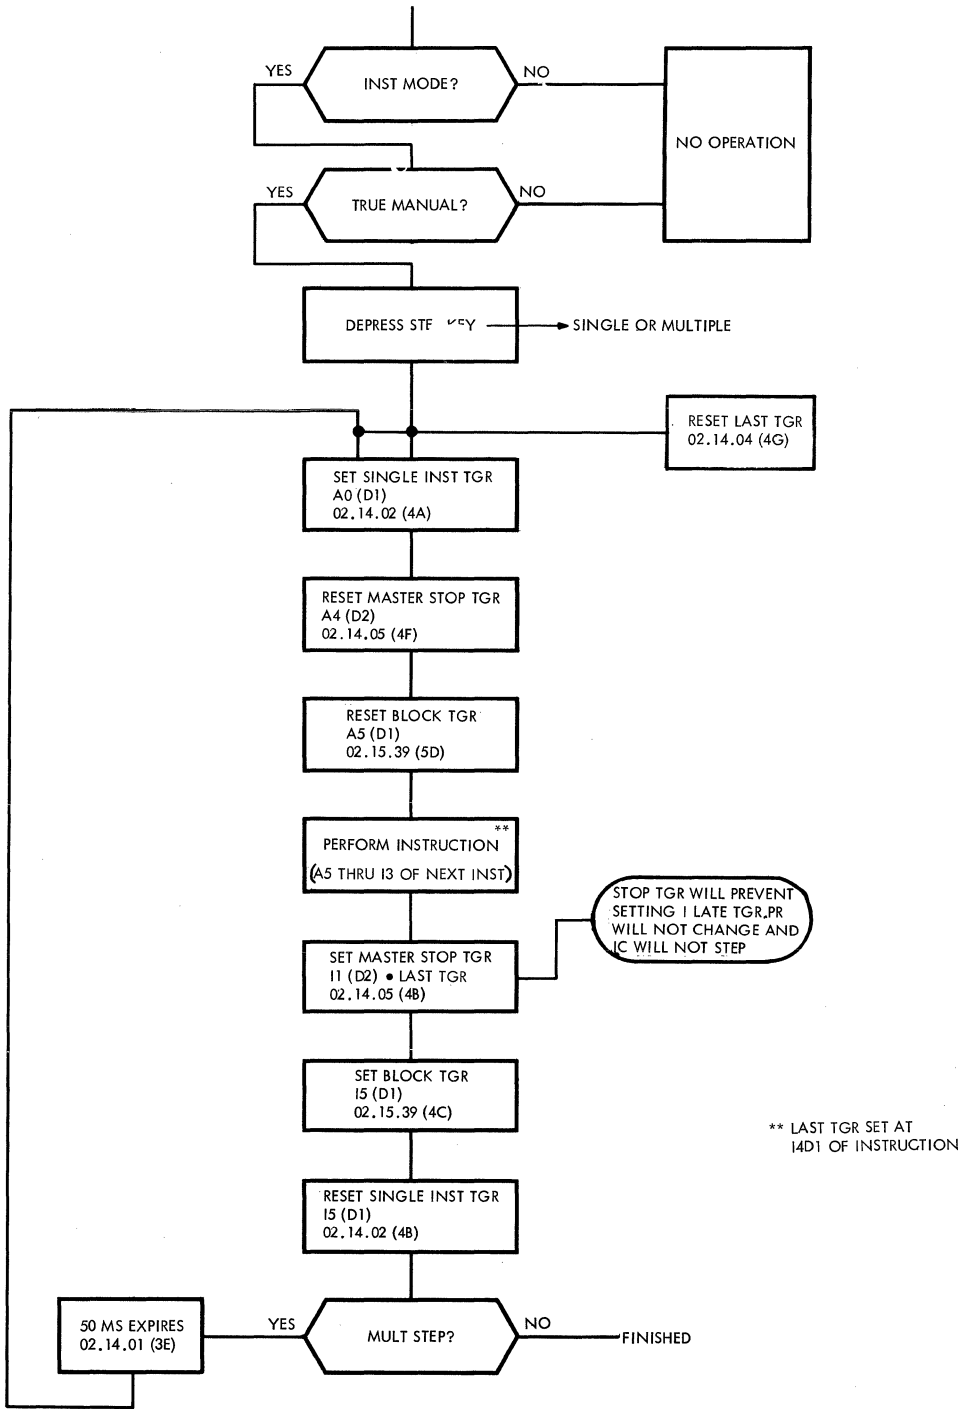 INST MODE?
YES
NO
NO OPERATION
TRUE MANUAL?
YES
NO
DEPRESS
SINGLE OR MULTIPLE
RESET LAST TGR
02.14.04 (4G)
SET SINGLE INST TGR
A0 (D1)
02.14.02 (4A)
RESET MASTER STOP TGR
A4 (D2)
02.14.05 (4F)
RESET BLOCK TGR
A5 (D1)
02.15.39 (5D)
**
PERFORM INSTRUCTION
(A5 THRU I3 OF NEXT INST)
STOP TGR WILL PREVENT
SETTING I LATE TGR.PR
WILL NOT CHANGE AND
IC WILL NOT STEP
SET MASTER STOP TGR
I1 (D2) • LAST TGR
02.14.05 (4B)
SET BLOCK TGR
I5 (D1)
02.15.39 (4C)
** LAST TGR SET AT
I4D1 OF INSTRUCTION
RESET SINGLE INST TGR
I5 (D1)
02.14.02 (4B)
50 MS EXPIRES
02.14.01 (3E)
YES
MULT STEP?
NO
FINISHED